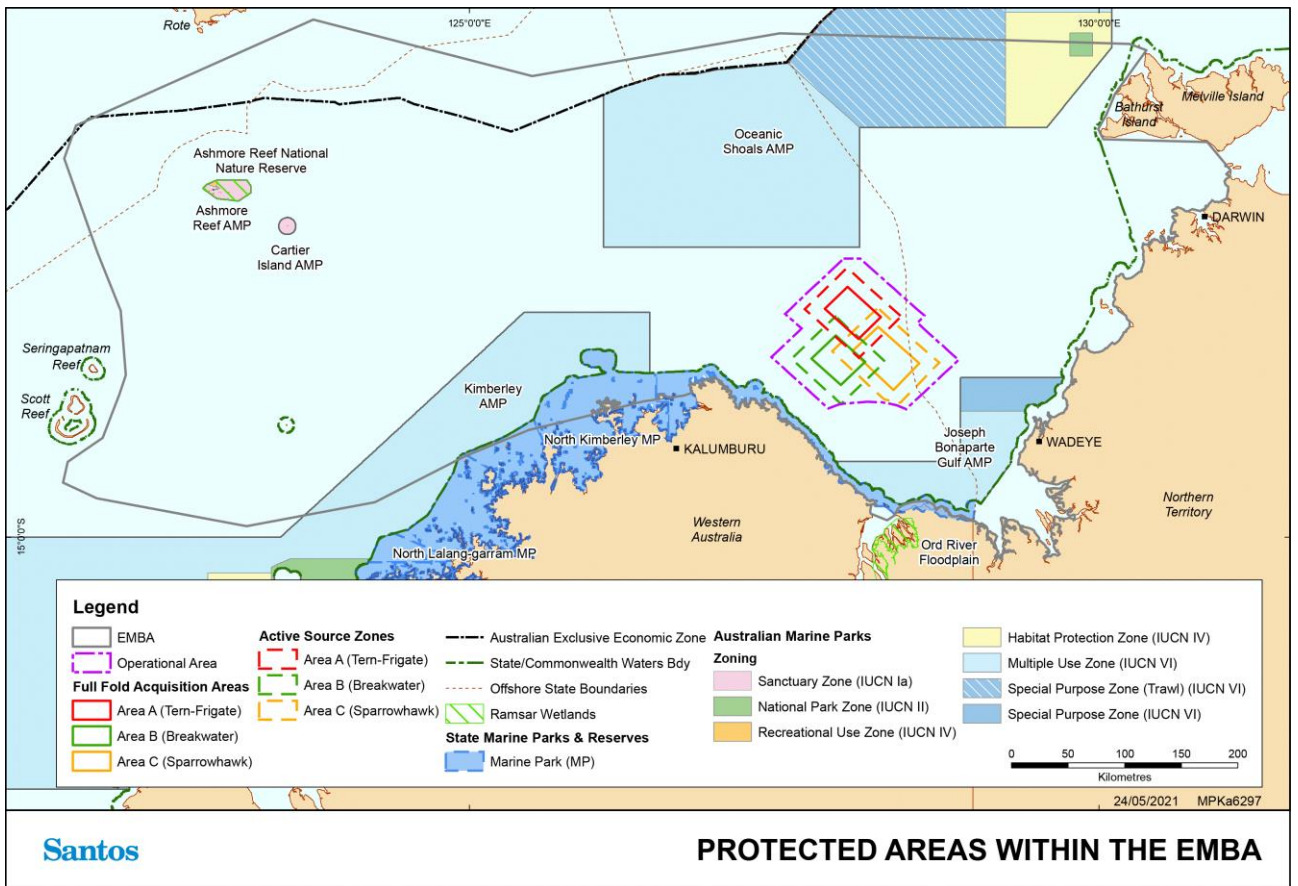 Rote
125°0'0"E
130°0'0"E
Melville Island
Bathurst
Island
Oceanic
Shoals AMP
Ashmore Reef National
Nature Reserve
Ashmore
Reef AMP
Cartier
Island AMP
DARWIN
Seringapatnam
Reef
Scott
Reef
Kimberley
AMP
North Kimberley MP
KALUMBURU
Joseph
Bonaparte
Gulf AMP
WADEYE
Western
Australia
Northern
Territory
15°0'0"S
North Lalang-garram MP
Ord River
Floodplain
Legend
EMBA
Operational Area
Full Fold Acquisition Areas
Area A (Tern-Frigate)
Area B (Breakwater)
Area C (Sparrowhawk)
Active Source Zones
Area A (Tern-Frigate)
Area B (Breakwater)
Area C (Sparrowhawk)
Australian Exclusive Economic Zone
State/Commonwealth Waters Bdy
Offshore State Boundaries
Ramsar Wetlands
State Marine Parks & Reserves
Marine Park (MP)
Australian Marine Parks
Zoning
Sanctuary Zone (IUCN Ia)
National Park Zone (IUCN II)
Recreational Use Zone (IUCN IV)
Habitat Protection Zone (IUCN IV)
Multiple Use Zone (IUCN VI)
Special Purpose Zone (Trawl) (IUCN VI)
Special Purpose Zone (IUCN VI)
0 50 100 150 200
Kilometres
24/05/2021 MPKa6297
Santos
PROTECTED AREAS WITHIN THE EMBA